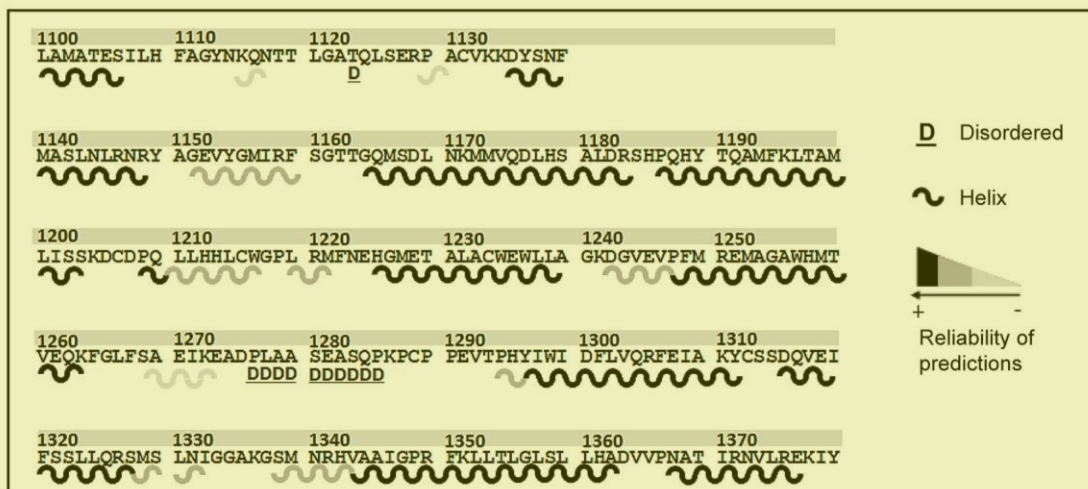 1100 1110 1120 1130
LAMATESILH FAGYNKQNTT LGATQLSERP ACVKKDYSNF
D
1140 1150 1160 1170 1180 1190
MASLNLRNRY AGEVYGMIRF SGTTGQMSDL NKMMVQDLHS ALDRSHPQHY TQAMFKLTAM
1200 1210 1220 1230 1240 1250
LISSKDCDPQ LLHHLCWGPL RMFNEHGMET ALACWEWLLA GKDGVEVPFM REMAGAWHMT
1260 1270 1280 1290 1300 1310
VEQKFGLFSA EIKEADPLAA SEASQPKPCP PEVTPHYIWI DFLVQRFEIA KYCSSDQVEI
DDDD DDDDDD
1320 1330 1340 1350 1360 1370
FSSLLQRSMS LNIGGAKGSM NRHVAAIGPR FKLLTLGLSL LHADVVPNAT IRNVLREKIY
D Disordered
Helix
+ -
Reliability of
predictions